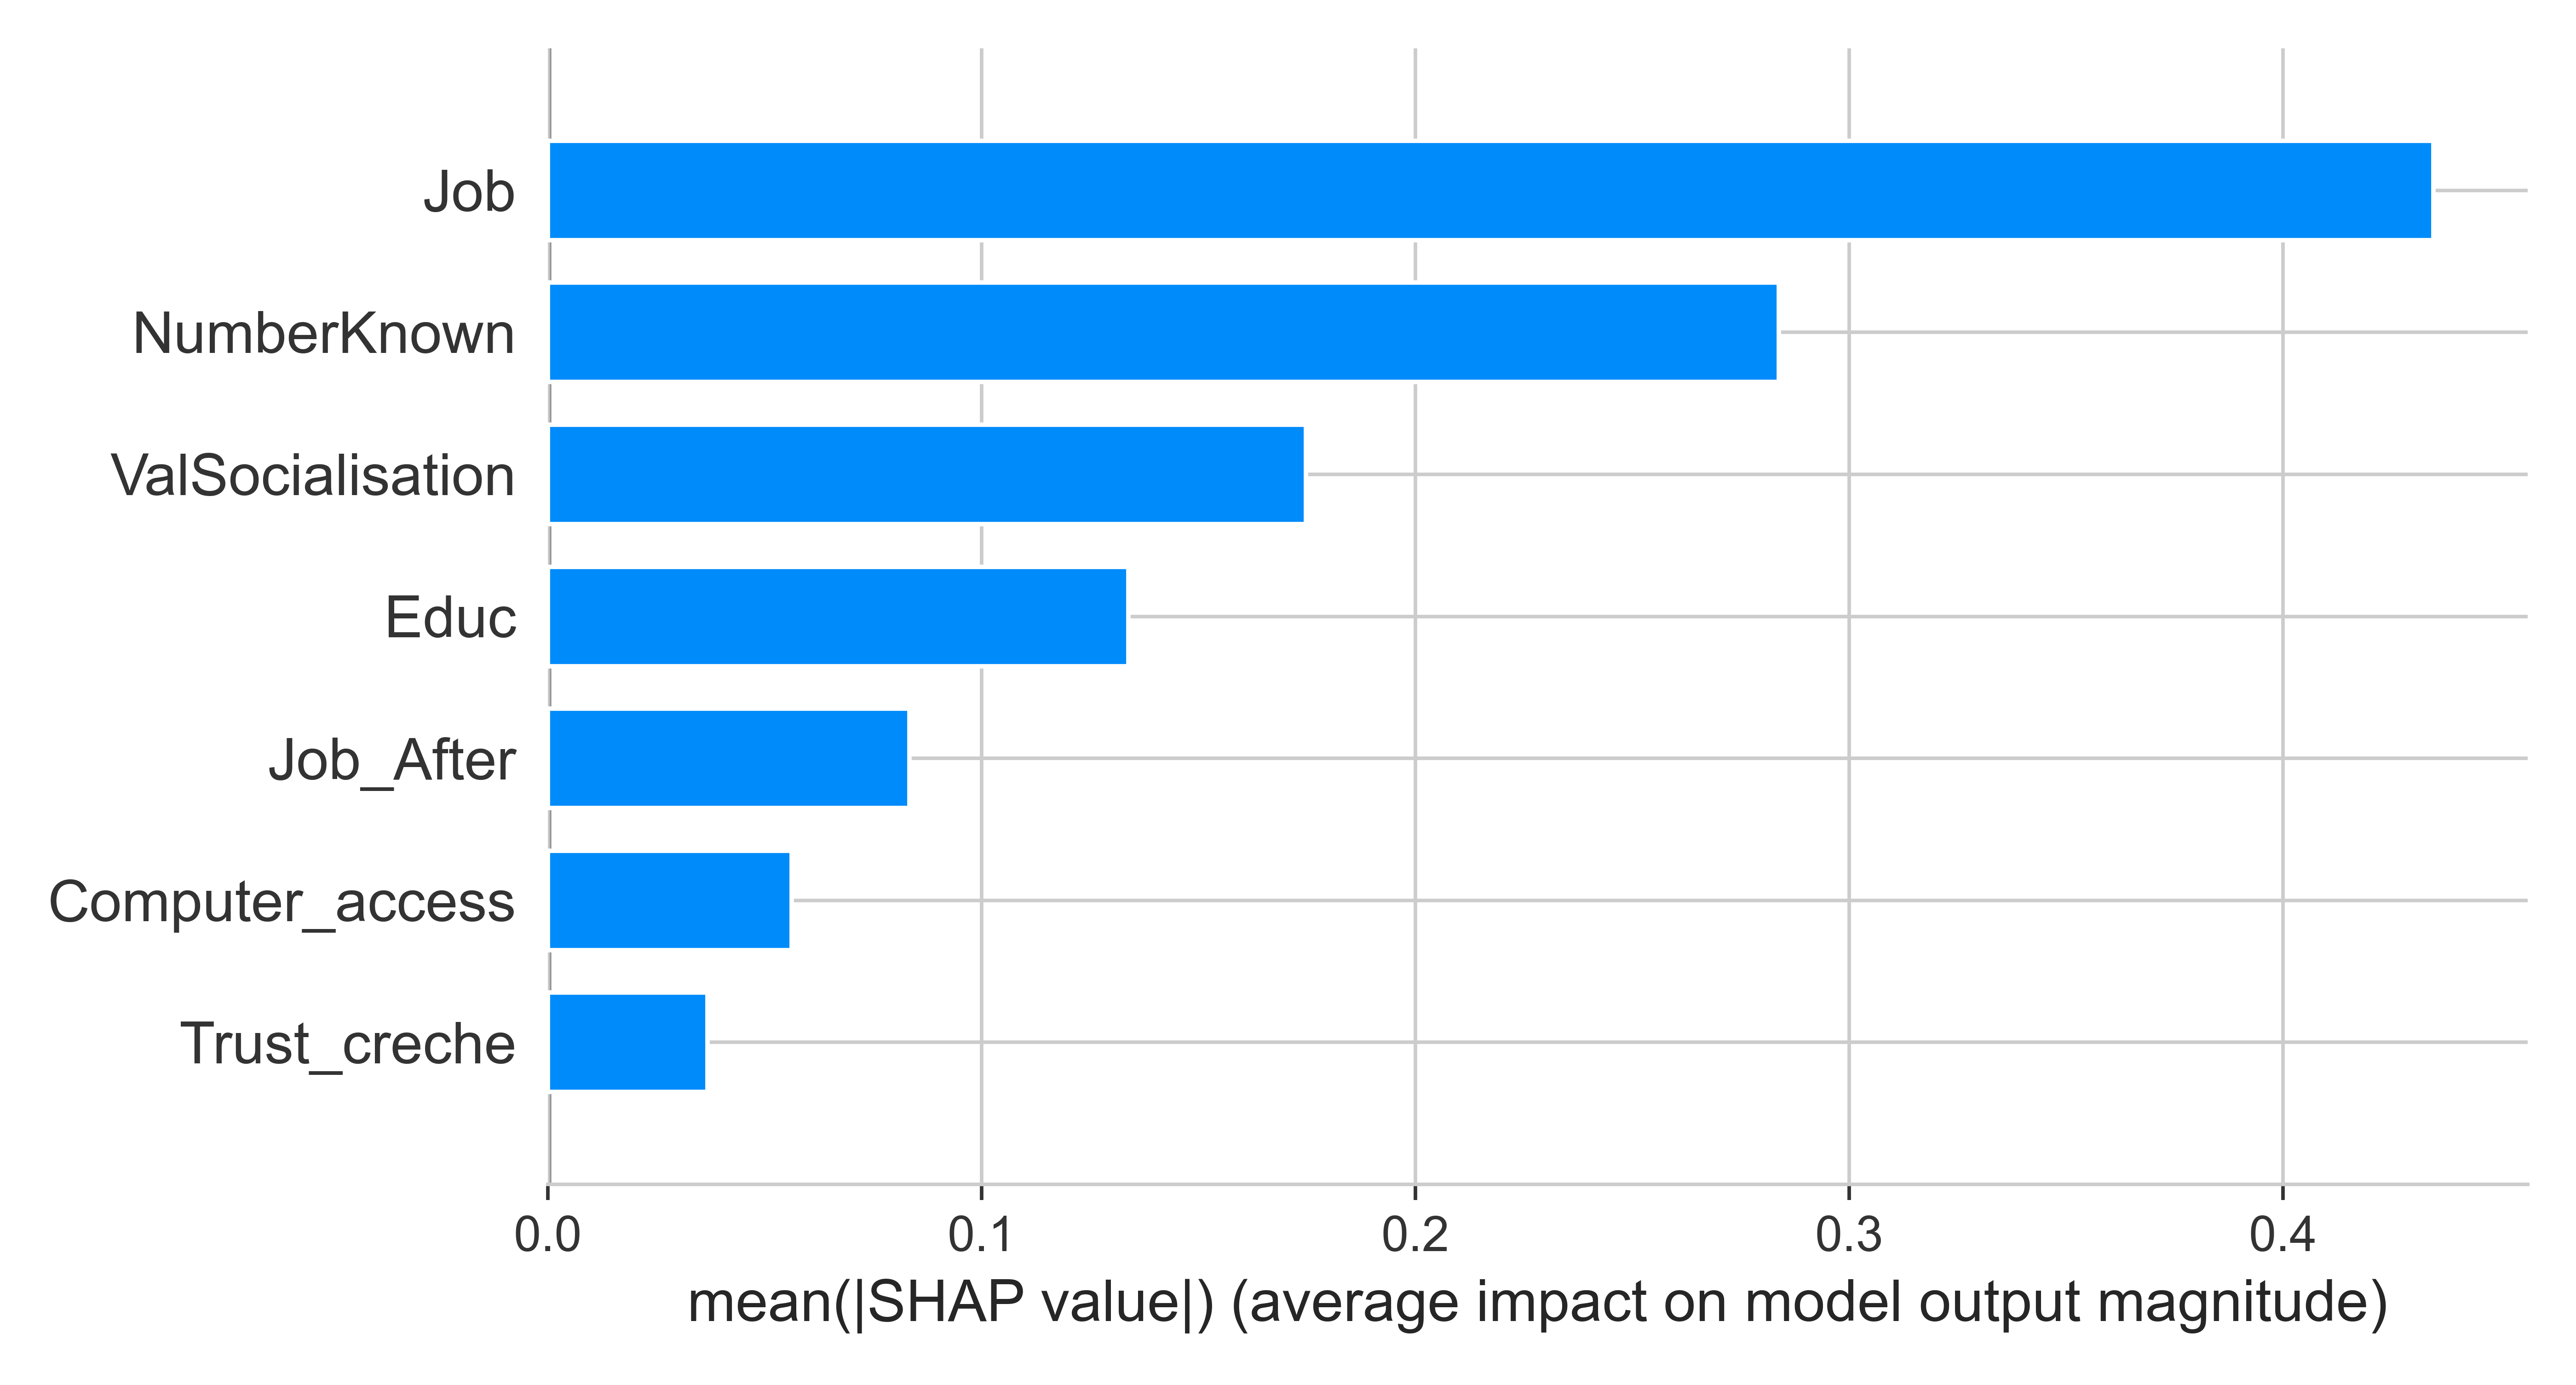 Job
NumberKnown
ValSocialisation
Educ
Job_After
Computer_access
Trust_creche
0.0 0.1 0.2 0.3 0.4
mean(|SHAP value|) (average impact on model output magnitude)